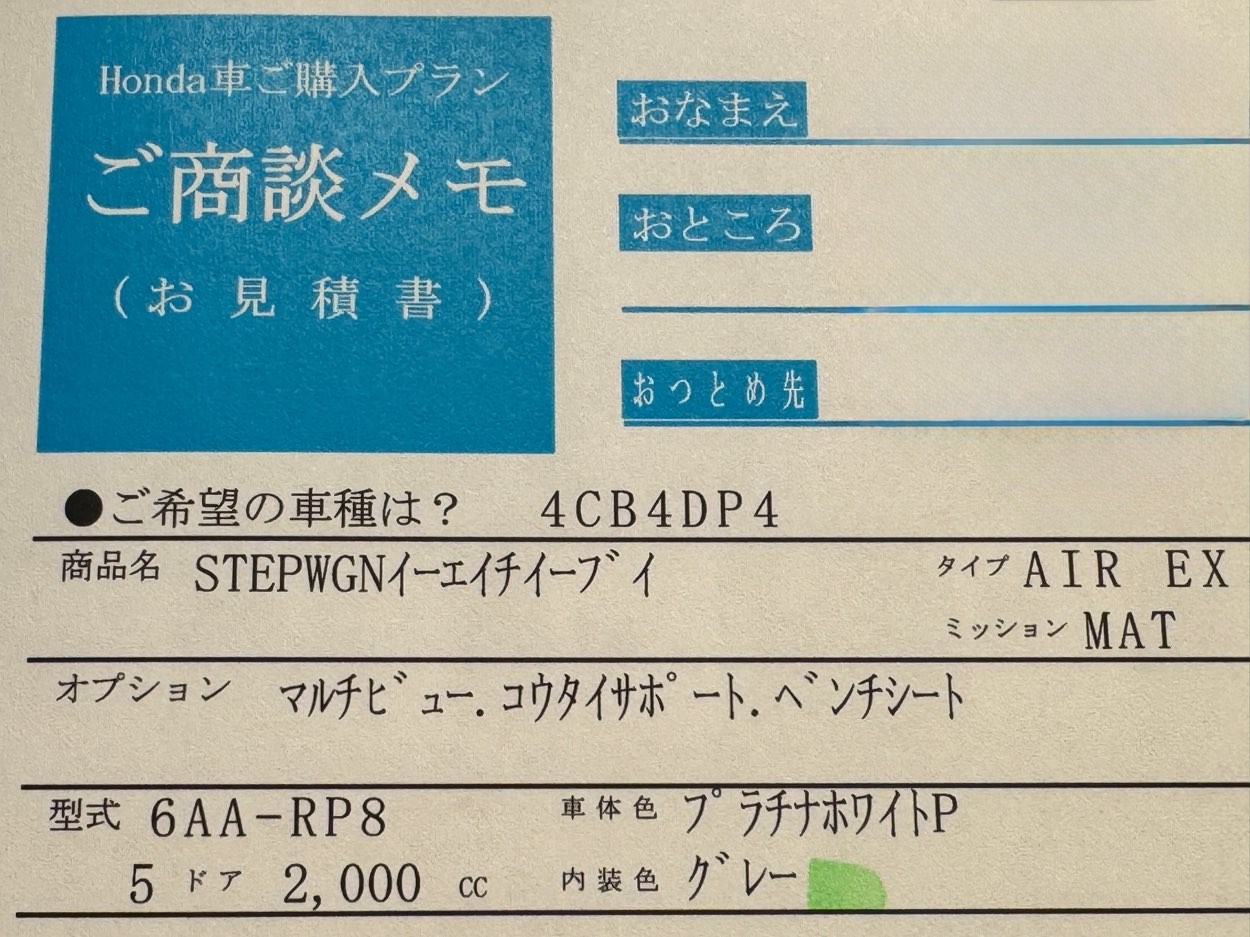 Honda車ご購入プラン
ご商談メモ
(お見積書)
おなまえ
おところ
おつとめ先
●ご希望の車種は? 4CB4DP4
商品名 STEPWGNイーエイチイーブイ タイプ AIR EX
ミッション MAT
オプション マルチビュー.コウタイサポート.ベンチシート
型式 6AA-RP8 車体色 プラチナホワイトP
5 ドア 2,000 cc 内装色 グレー